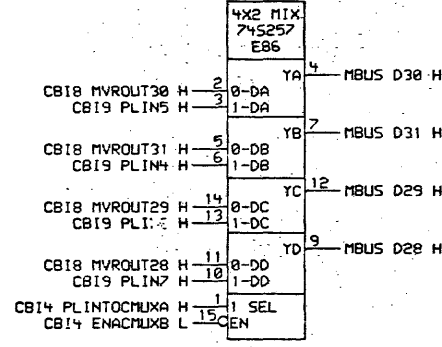 4X2 MIX
74S257
E86
YA 4 MBUS D30 H
CBI8 MVROUT30 H 2 0-DA
CBI9 PLIN5 H 3 1-DA
YB 7 MBUS D31 H
CBI8 MVROUT31 H 5 0-DB
CBI9 PLIN4 H 6 1-DB
YC 12 MBUS D29 H
CBI8 MVROUT29 H 14 0-DC
CBI9 H 13 1-DC
YD 9 MBUS D28 H
CBI8 MVROUT28 H 11 0-DD
CBI9 PLIN7 H 10 1-DD
CBI4 PLINTOCMUXA H 1 1 SEL
CBI4 ENACMUXB L 15 EN